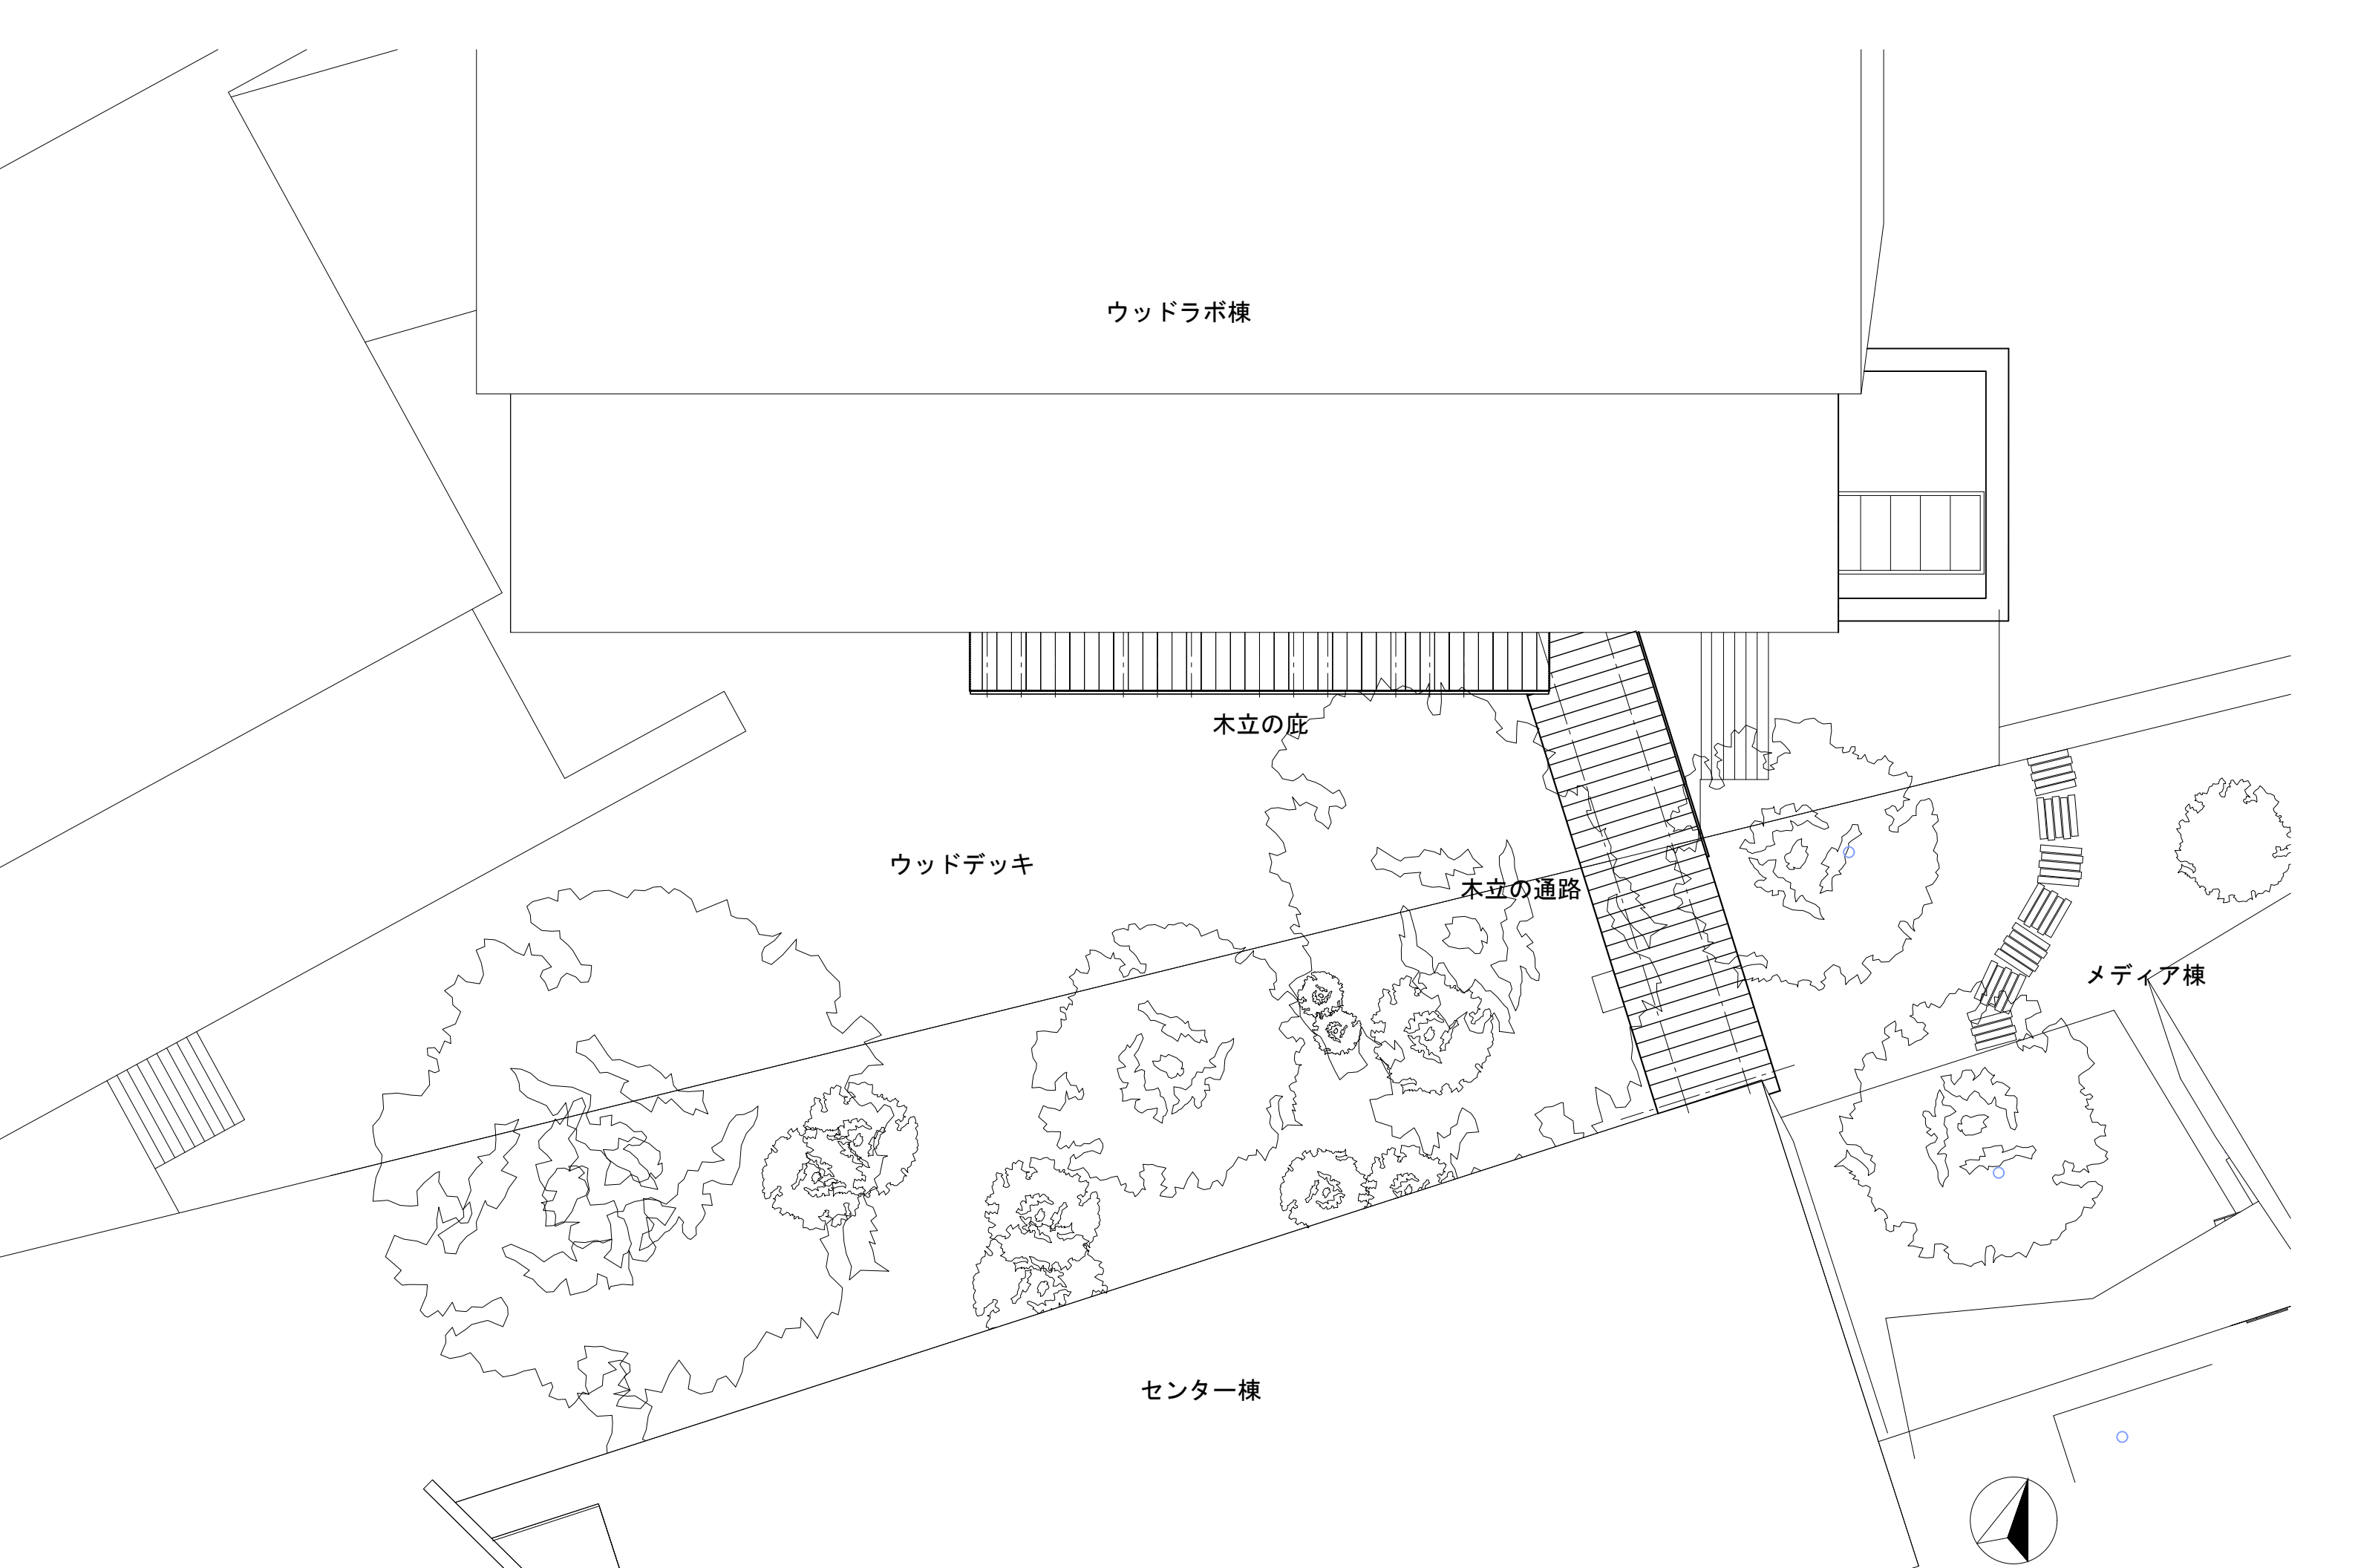 ウッドラボ棟
木立の庇
ウッドデッキ
木立の通路
メディア棟
センター棟